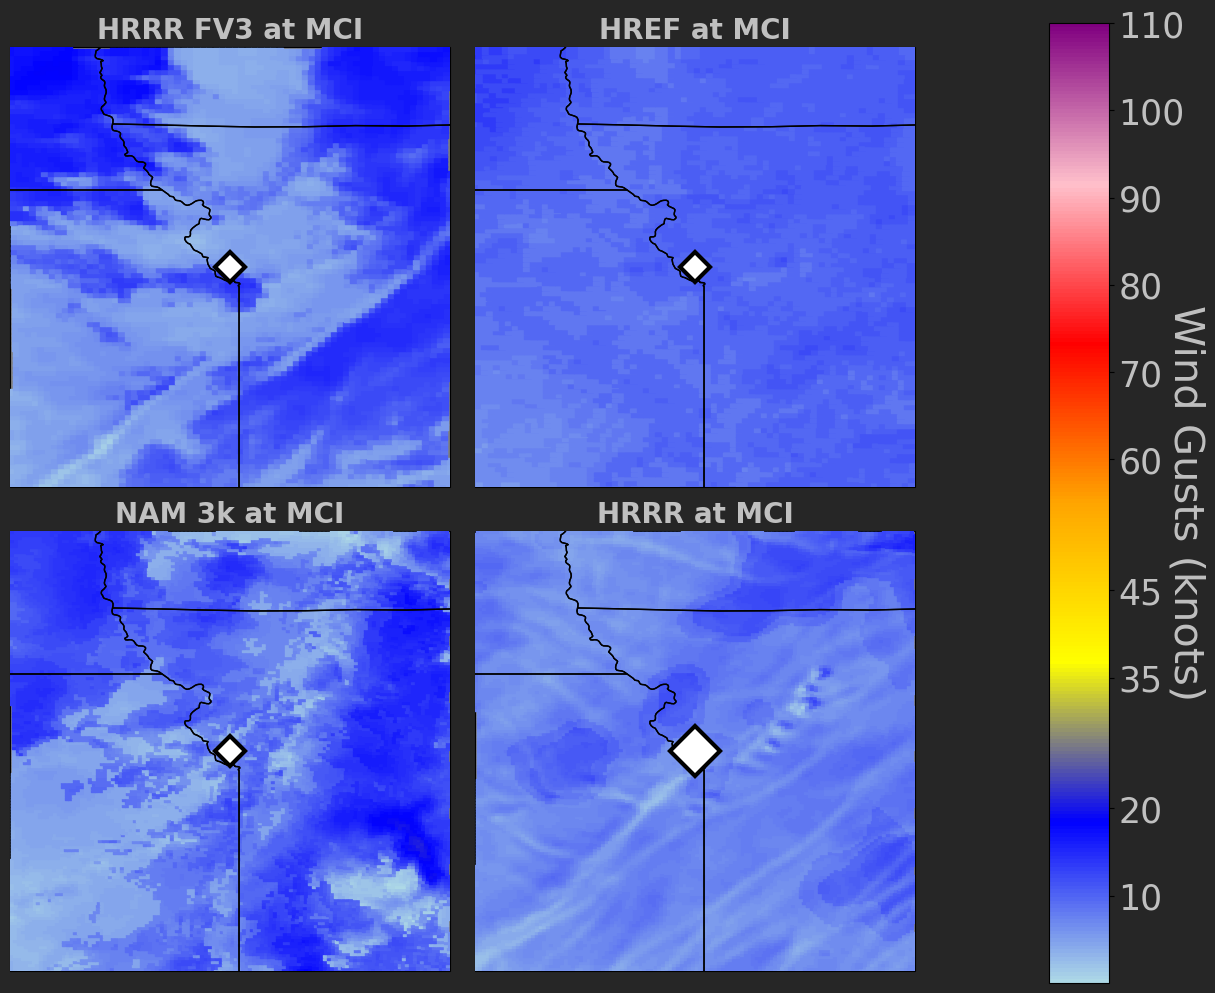 HRRR FV3 at MCI
HREF at MCI
NAM 3k at MCI
HRRR at MCI
110
100
90
80
70
60
45
35
20
10
Wind Gusts (knots)